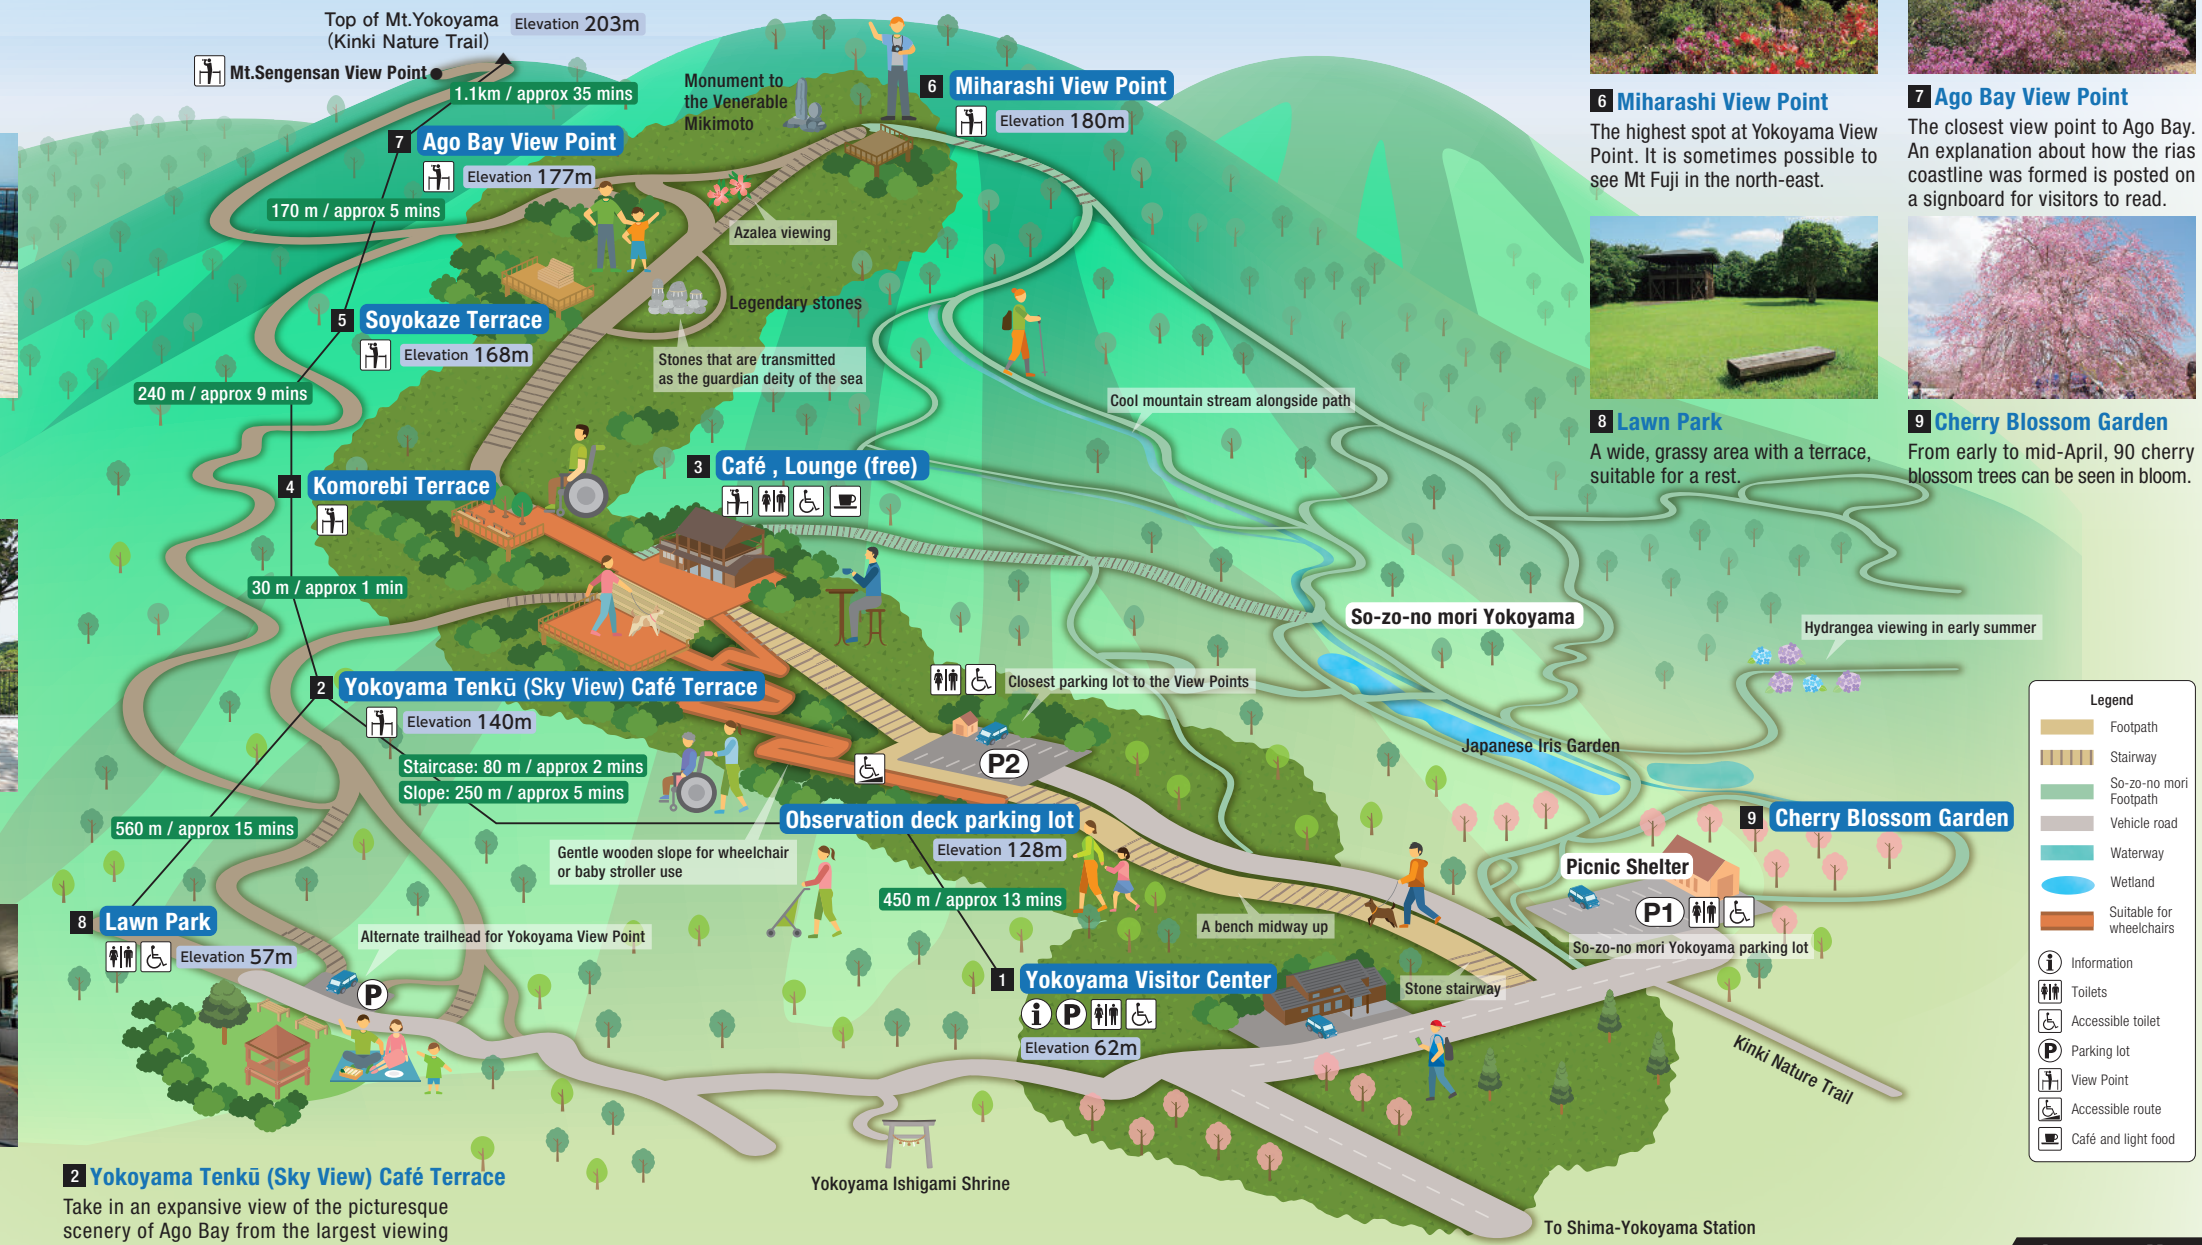 Top of Mt.Yokoyama
(Kinki Nature Trail)
Elevation 203m
Mt.Sengensan View Point
1.1km / approx 35 mins
Monument to
the Venerable
Mikimoto
6 Miharashi View Point
Elevation 180m
7 Ago Bay View Point
Elevation 177m
170 m / approx 5 mins
Azalea viewing
Legendary stones
5 Soyokaze Terrace
Elevation 168m
Stones that are transmitted
as the guardian deity of the sea
240 m / approx 9 mins
Cool mountain stream alongside path
3 Café , Lounge (free)
4 Komorebi Terrace
30 m / approx 1 min
So-zo-no mori Yokoyama
Hydrangea viewing in early summer
2 Yokoyama Tenkū (Sky View) Café Terrace
Elevation 140m
Closest parking lot to the View Points
Staircase: 80 m / approx 2 mins
Slope: 250 m / approx 5 mins
P2
Japanese Iris Garden
Observation deck parking lot
Elevation 128m
560 m / approx 15 mins
Gentle wooden slope for wheelchair
or baby stroller use
9 Cherry Blossom Garden
Picnic Shelter
P1
So-zo-no mori Yokoyama parking lot
450 m / approx 13 mins
A bench midway up
8 Lawn Park
Elevation 57m
Alternate trailhead for Yokoyama View Point
P
1 Yokoyama Visitor Center
i P
Elevation 62m
Stone stairway
Kinki Nature Trail
Yokoyama Ishigami Shrine
To Shima-Yokoyama Station
2 Yokoyama Tenkū (Sky View) Café Terrace
Take in an expansive view of the picturesque
scenery of Ago Bay from the largest viewing
6 Miharashi View Point
The highest spot at Yokoyama View
Point. It is sometimes possible to
see Mt Fuji in the north-east.
7 Ago Bay View Point
The closest view point to Ago Bay.
An explanation about how the rias
coastline was formed is posted on
a signboard for visitors to read.
8 Lawn Park
A wide, grassy area with a terrace,
suitable for a rest.
9 Cherry Blossom Garden
From early to mid-April, 90 cherry
blossom trees can be seen in bloom.
Legend
Footpath
Stairway
So-zo-no mori
Footpath
Vehicle road
Waterway
Wetland
Suitable for
wheelchairs
i Information
Toilets
Accessible toilet
P Parking lot
View Point
Accessible route
Café and light food